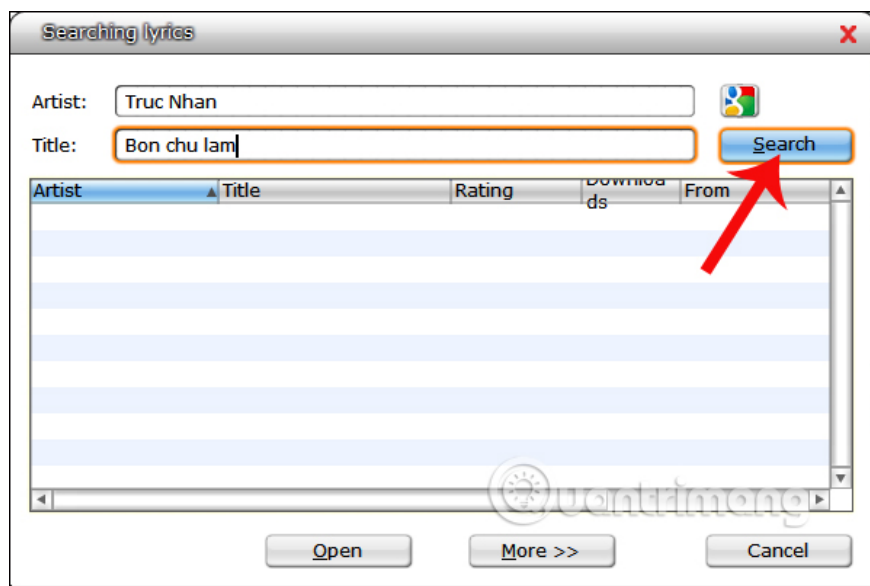 Searching lyrics
Artist: Truc Nhan
Title: Bon chu lam Search
Artist Title Rating Downloads From
Quantrimang
Open More >> Cancel